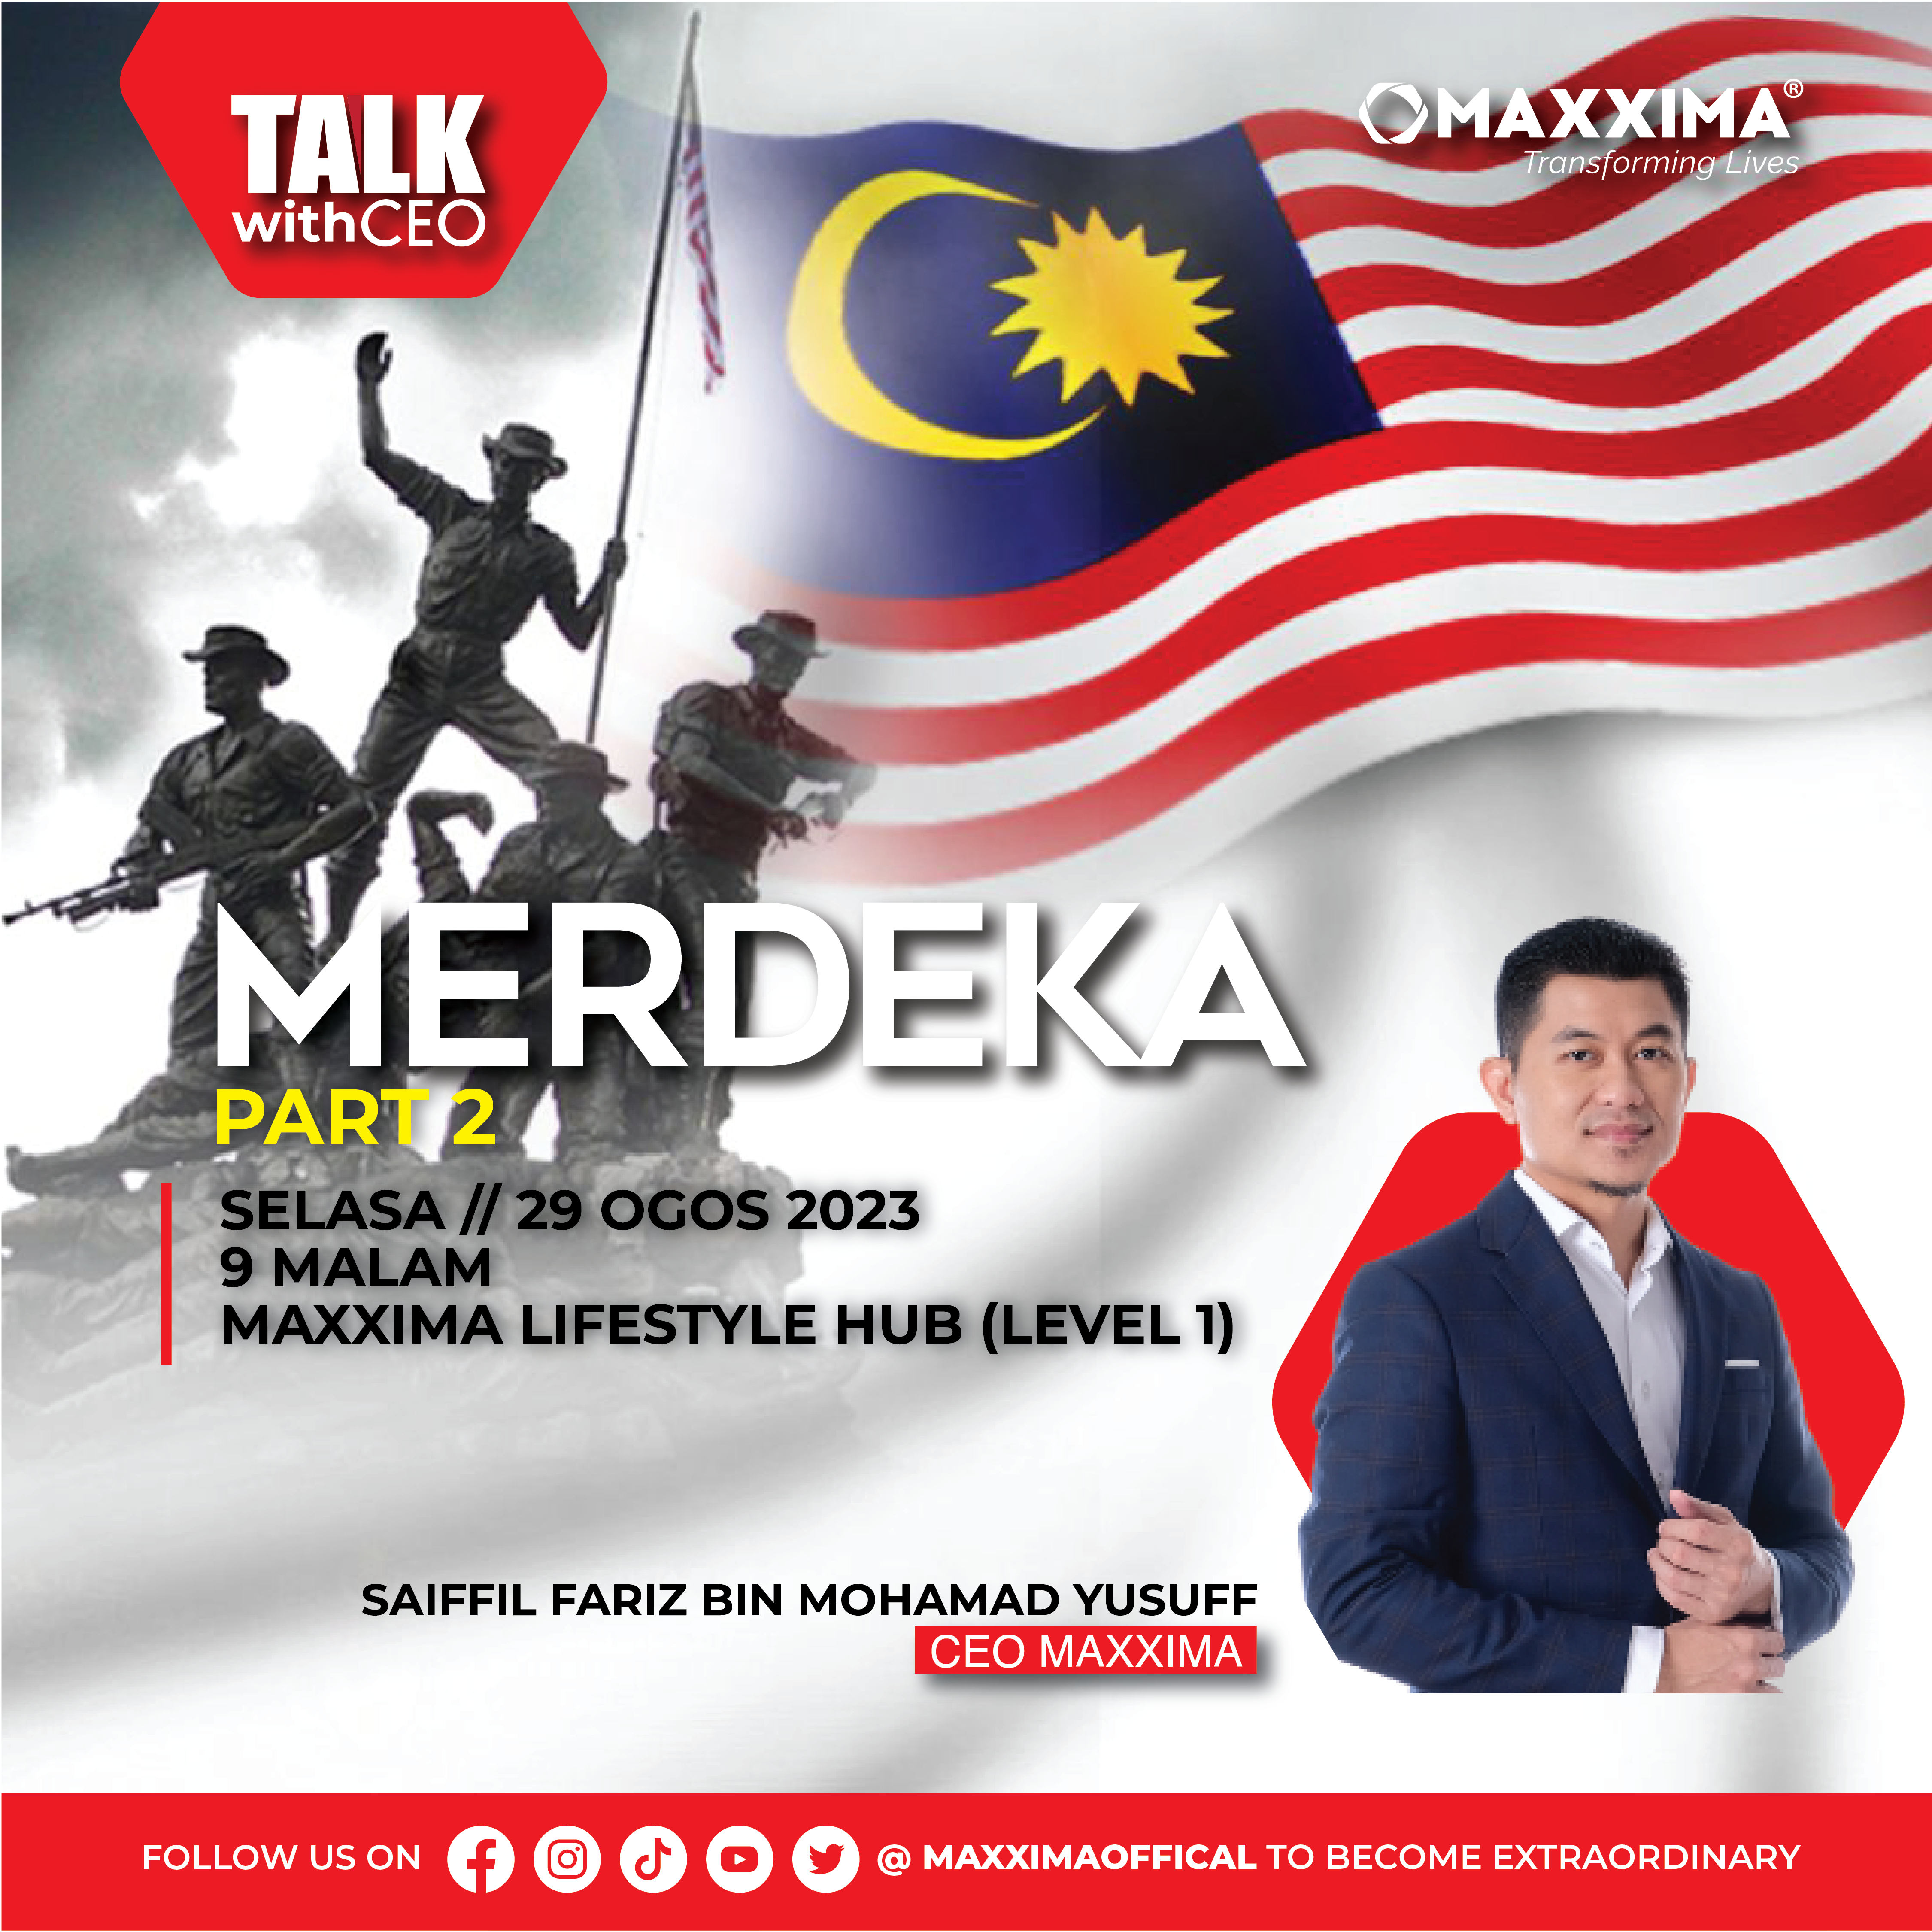 TALK
withCEO
MAXXIMA®
Transforming Lives
MERDEKA
PART 2
SELASA // 29 OGOS 2023
9 MALAM
MAXXIMA LIFESTYLE HUB (LEVEL 1)
SAIFFIL FARIZ BIN MOHAMAD YUSUFF
CEO MAXXIMA
FOLLOW US ON @ MAXXIMAOFFICAL TO BECOME EXTRAORDINARY